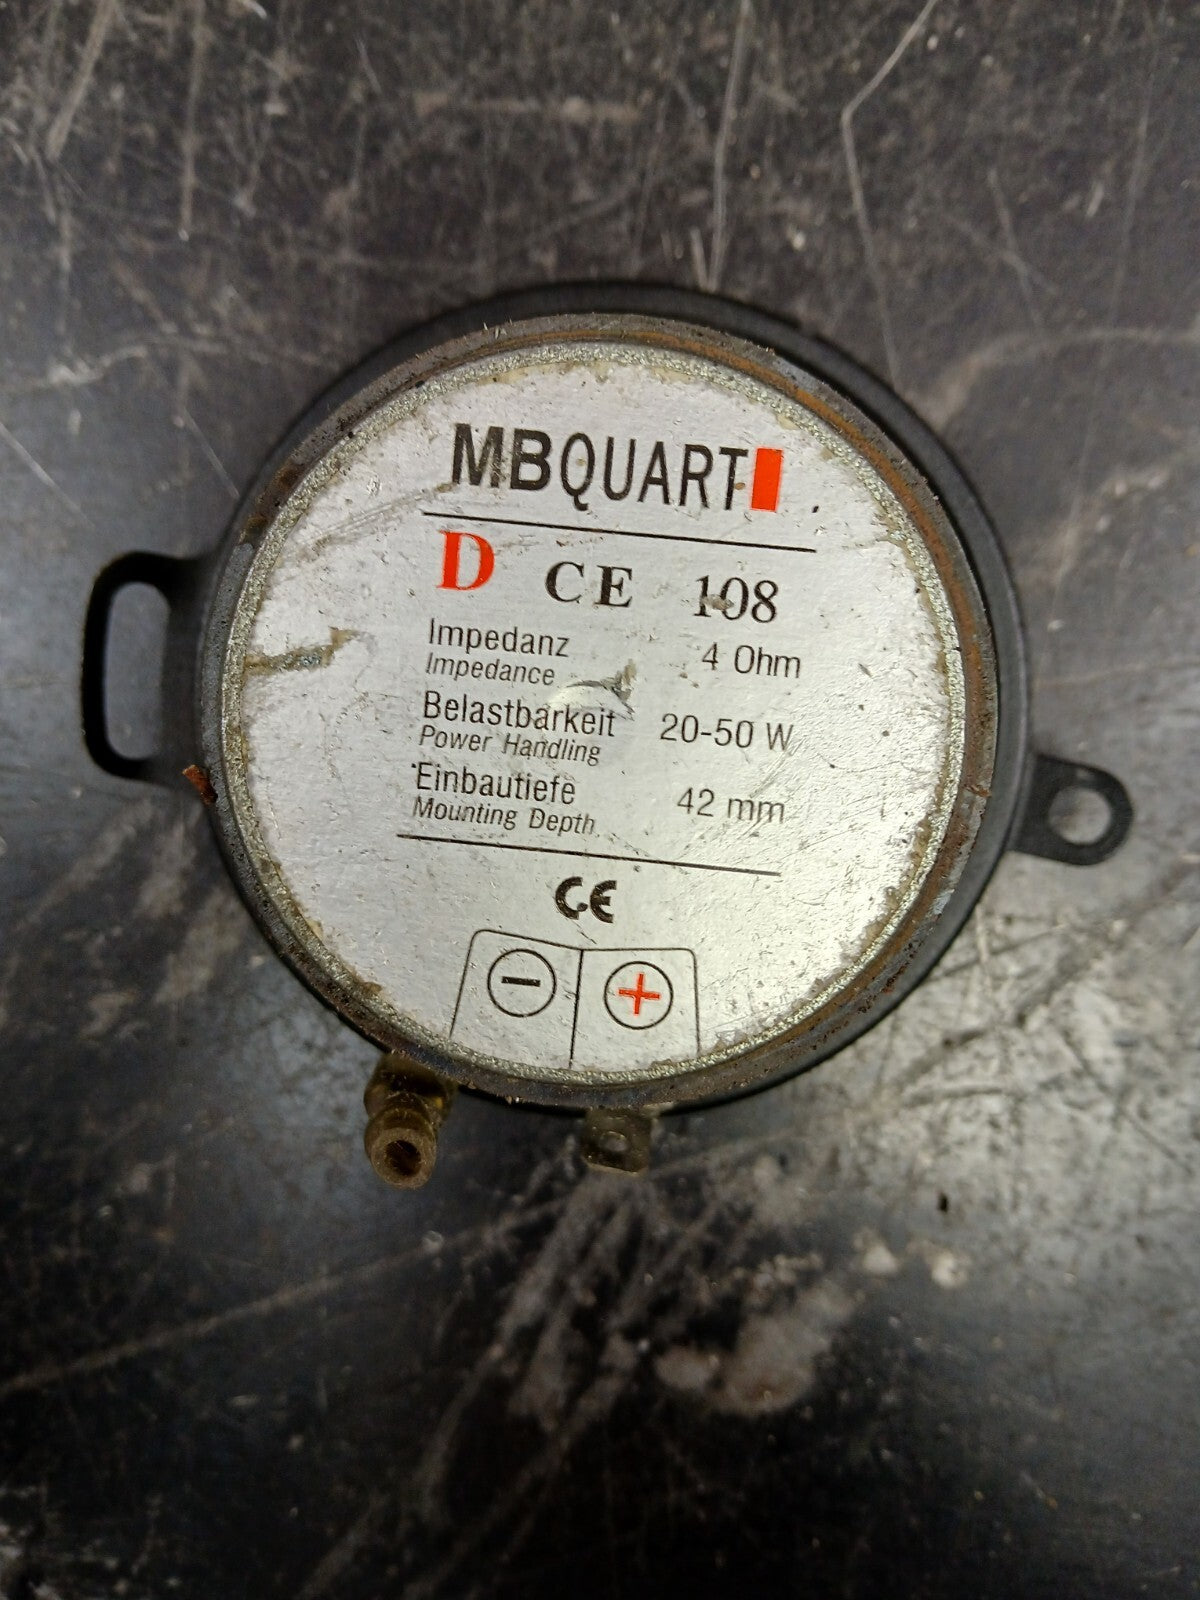 MBQUART
D CE 108
Impedanz 4 Ohm
Impedance
Belastbarkeit 20-50 W
Power Handling
Einbautiefe 42 mm
Mounting Depth
CE
− +